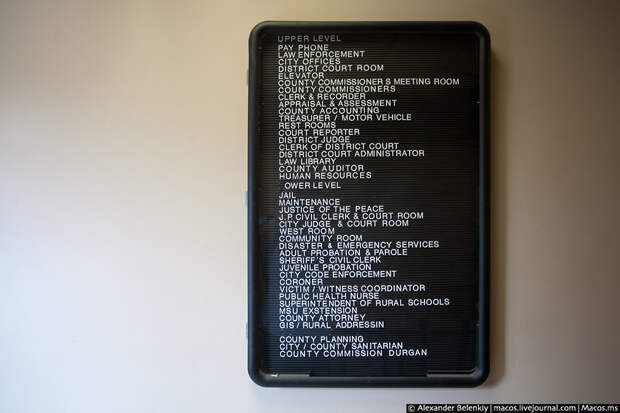 UPPER LEVEL
PAY PHONE
LAW ENFORCEMENT
CITY OFFICES
DISTRICT COURT ROOM
ELEVATOR
COUNTY COMMISSIONER S MEETING ROOM
COUNTY COMMISSIONERS
CLERK & RECORDER
APPRAISAL & ASSESSMENT
COUNTY ACCOUNTING
TREASURER / MOTOR VEHICLE
REST ROOMS
COURT REPORTER
DISTRICT JUDGE
CLERK OF DISTRICT COURT
DISTRICT COURT ADMINISTRATOR
LAW LIBRARY
COUNTY AUDITOR
HUMAN RESOURCES
OWER LEVEL
JAIL
MAINTENANCE
JUSTICE OF THE PEACE
J.P. CIVIL CLERK & COURT ROOM
CITY JUDGE & COURT ROOM
WEST ROOM
COMMUNITY ROOM
DISASTER & EMERGENCY SERVICES
ADULT PROBATION & PAROLE
SHERIFF'S CIVIL CLERK
JUVENILE PROBATION
CITY CODE ENFORCEMENT
CORONER
VICTIM / WITNESS COORDINATOR
PUBLIC HEALTH NURSE
SUPERINTENDENT OF RURAL SCHOOLS
MSU EXSTENSION
COUNTY ATTORNEY
GIS / RURAL ADDRESSIN
COUNTY PLANNING
CITY / COUNTY SANITARIAN
COUNTY COMMISSION DURGAN
© Alexander Belenkiy | macos.livejournal.com | Macos.ms